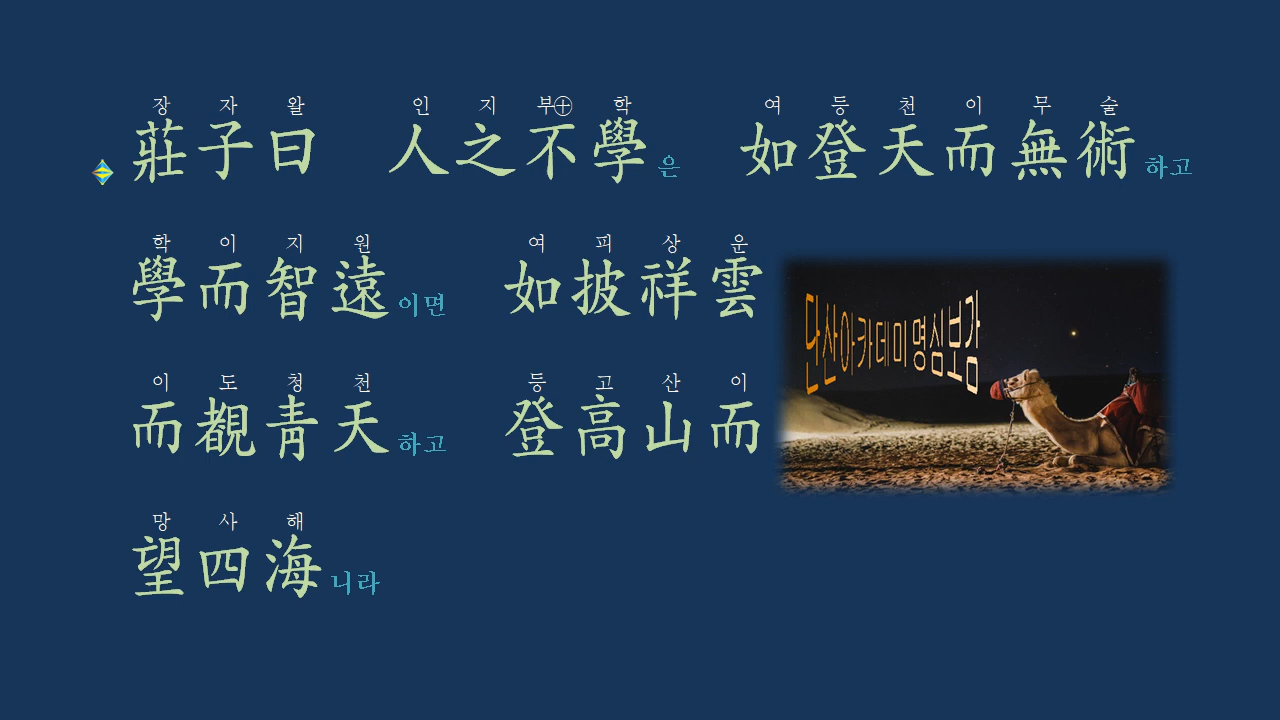 장자왈 인지부⊕학 여등천이무술
莊子曰 人之不學은 如登天而無術하고
학이지원 여피상운
學而智遠이면 如披祥雲
단산아카데미명심보감
이도청천 등고산이
而覩靑天하고 登高山而
망사해
望四海니라